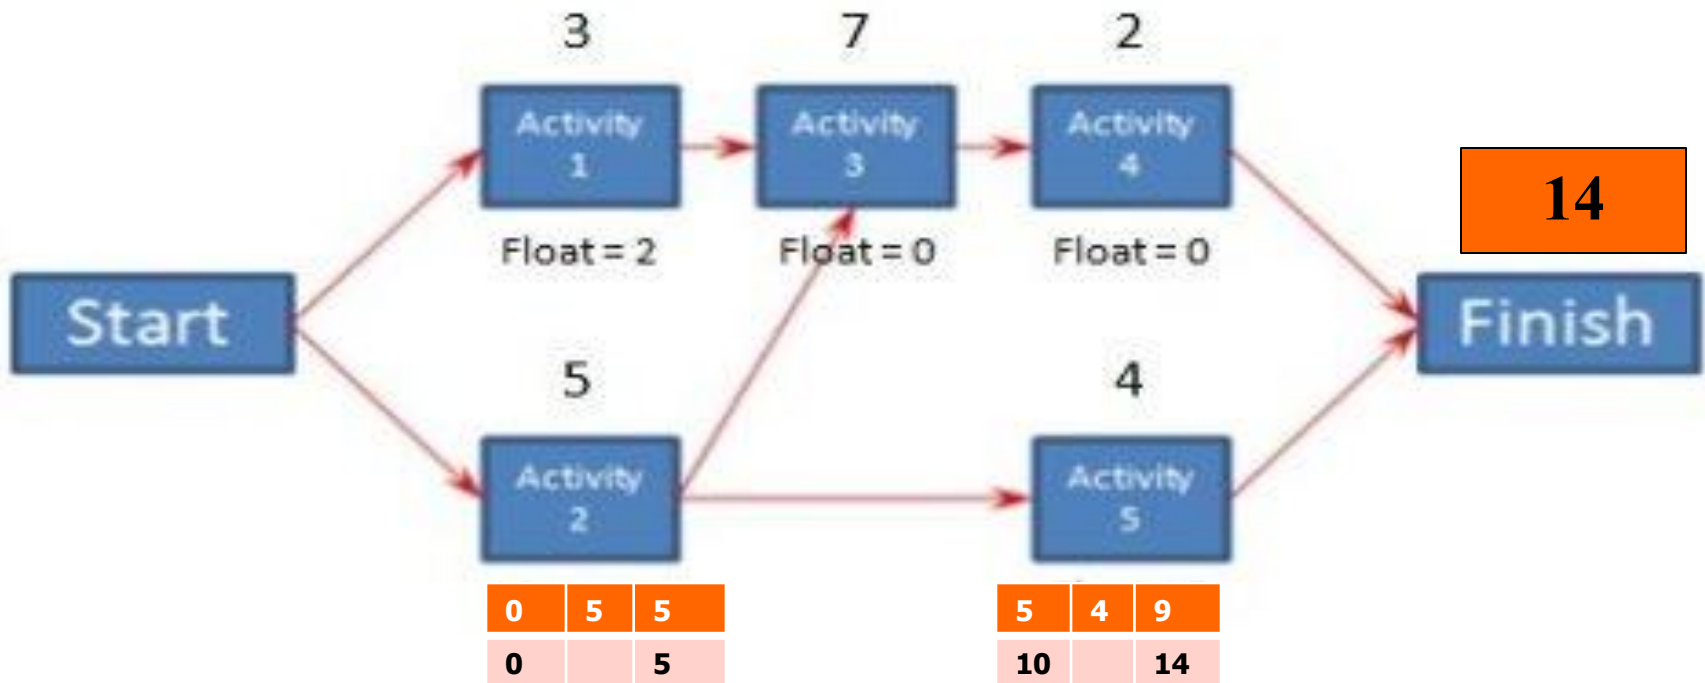 3 7 2
Activity 1
Activity 3
Activity 4
Float = 2
Float = 0
Float = 0
14
Start
Finish
5 4
Activity 2
Activity 5
0 5 5
0 5
5 4 9
10 14